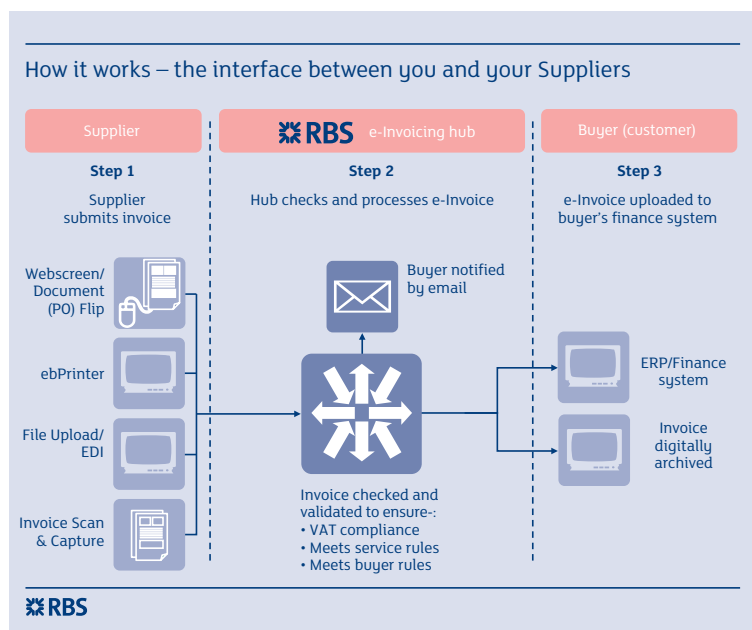 How it works – the interface between you and your Suppliers
Supplier
RBS e-Invoicing hub
Buyer (customer)
Step 1
Step 2
Step 3
Supplier
submits invoice
Hub checks and processes e-Invoice
e-Invoice uploaded to
buyer's finance system
Webscreen/
Document
(PO) Flip
ebPrinter
File Upload/
EDI
Invoice Scan
& Capture
Buyer notified
by email
Invoice checked and
validated to ensure-:
• VAT compliance
• Meets service rules
• Meets buyer rules
ERP/Finance
system
Invoice
digitally
archived
RBS